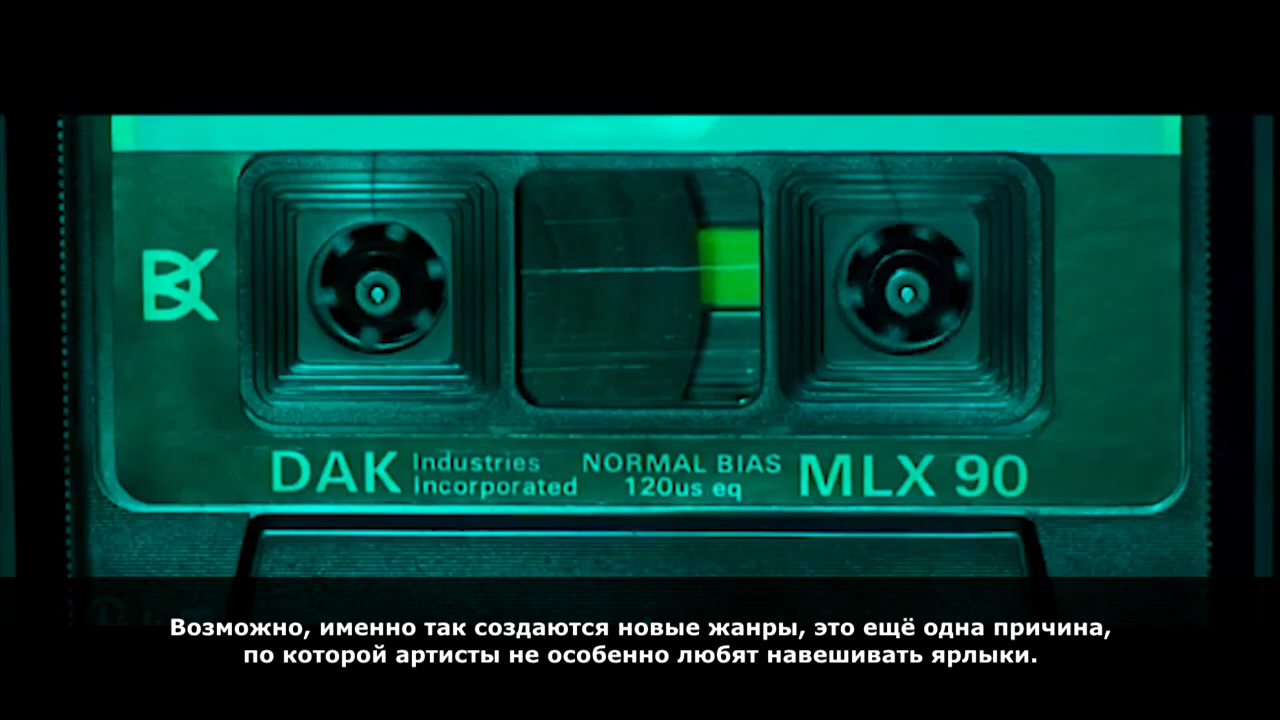 DAK Industries Incorporated
NORMAL BIAS
120us eq
MLX 90
Возможно, именно так создаются новые жанры, это ещё одна причина,
по которой артисты не особенно любят навешивать ярлыки.